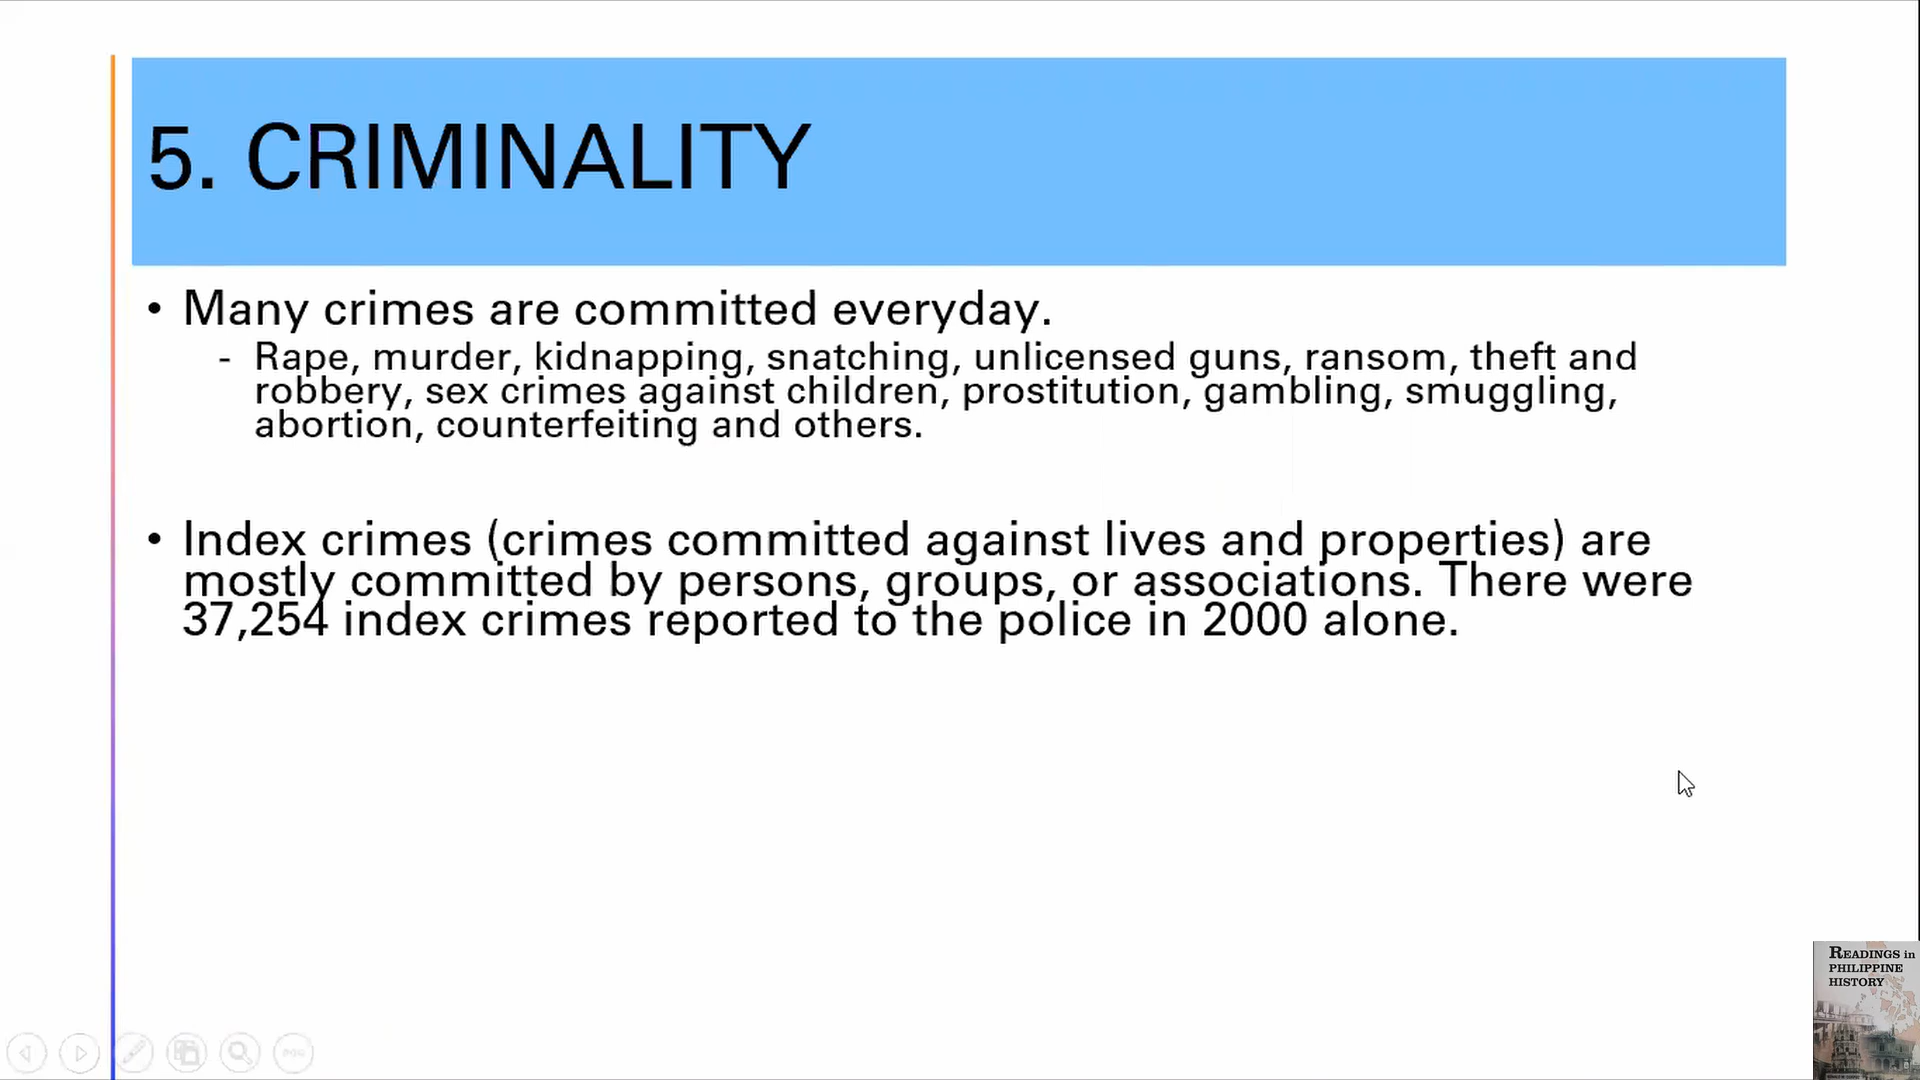 5. CRIMINALITY
• Many crimes are committed everyday.
- Rape, murder, kidnapping, snatching, unlicensed guns, ransom, theft and
robbery, sex crimes against children, prostitution, gambling, smuggling,
abortion, counterfeiting and others.
• Index crimes (crimes committed against lives and properties) are
mostly committed by persons, groups, or associations. There were
37,254 index crimes reported to the police in 2000 alone.
READINGS in
PHILIPPINE
HISTORY